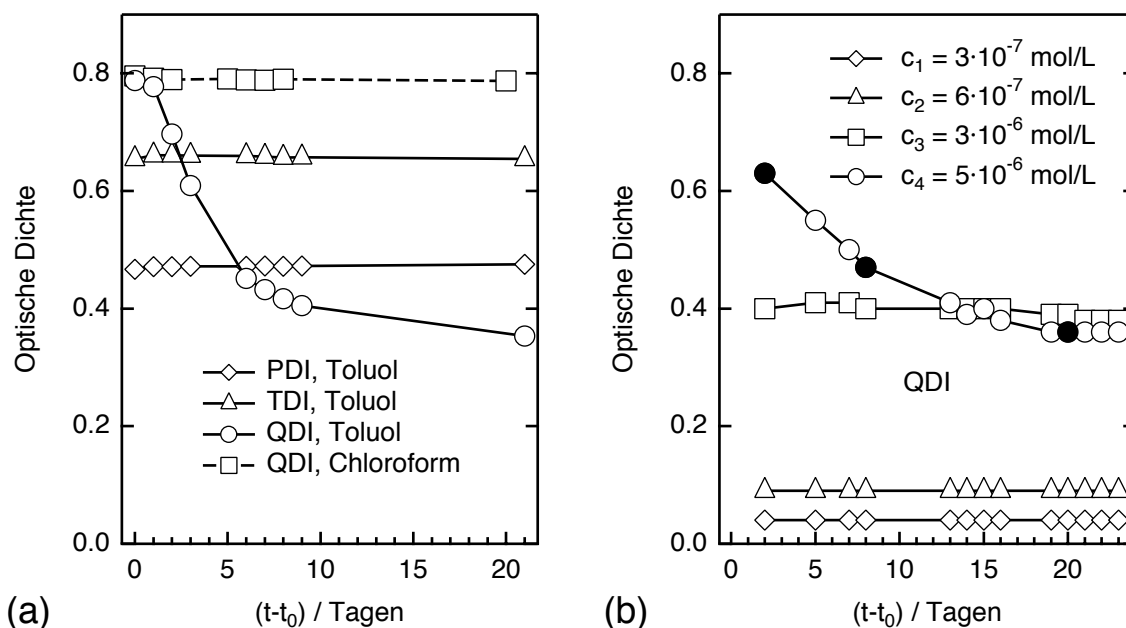 Optische Dichte
0.8
0.6
0.4
0.2
0.0
PDI, Toluol
TDI, Toluol
QDI, Toluol
QDI, Chloroform
0
5
10
15
20
(t-t₀) / Tagen
(a)
Optische Dichte
0.8
0.6
0.4
0.2
0.0
c₁ = 3·10⁻⁷ mol/L
c₂ = 6·10⁻⁷ mol/L
c₃ = 3·10⁻⁶ mol/L
c₄ = 5·10⁻⁶ mol/L
QDI
0
5
10
15
20
(t-t₀) / Tagen
(b)